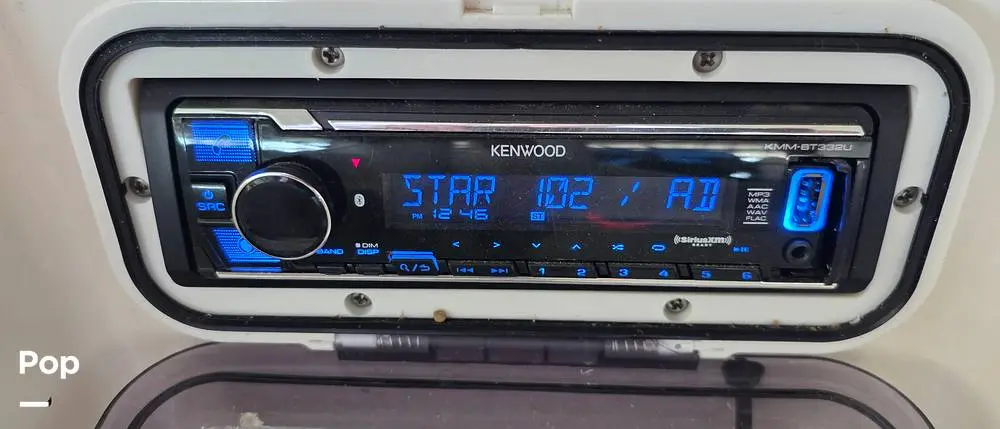 KENWOOD
KMM-BT332U
SRC
STAR 102 / AD
PM 12 46 ST
MP3
WMA
AAC
WAV
FLAC
((SiriusXM))
READY
BAND
DIM
DISP
1 2 3 4 5 6
Pop